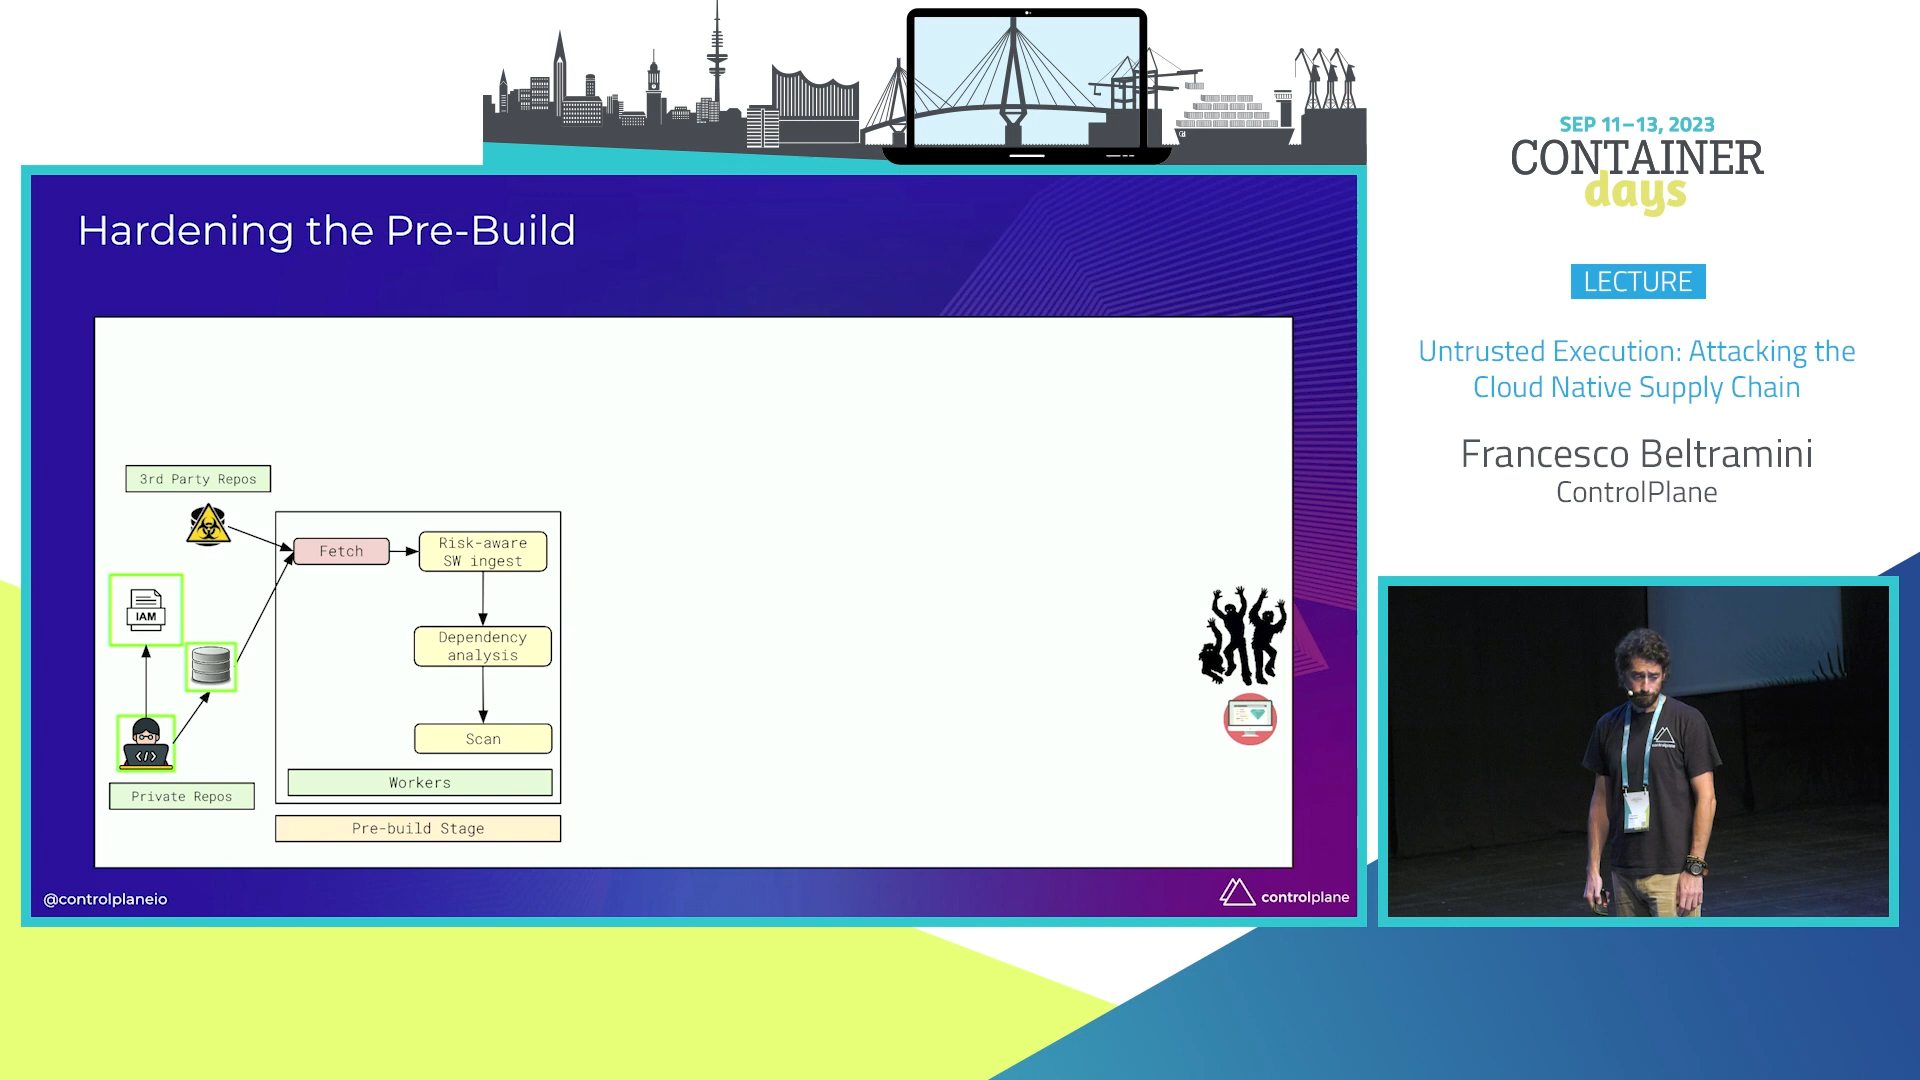 SEP 11–13, 2023
CONTAINER
days
LECTURE
Untrusted Execution: Attacking the
Cloud Native Supply Chain
Francesco Beltramini
ControlPlane
Hardening the Pre-Build
3rd Party Repos
Fetch
Risk-aware
SW ingest
IAM
Dependency
analysis
Scan
</>
Workers
Private Repos
Pre-build Stage
@controlplaneio
controlplane
controlplane